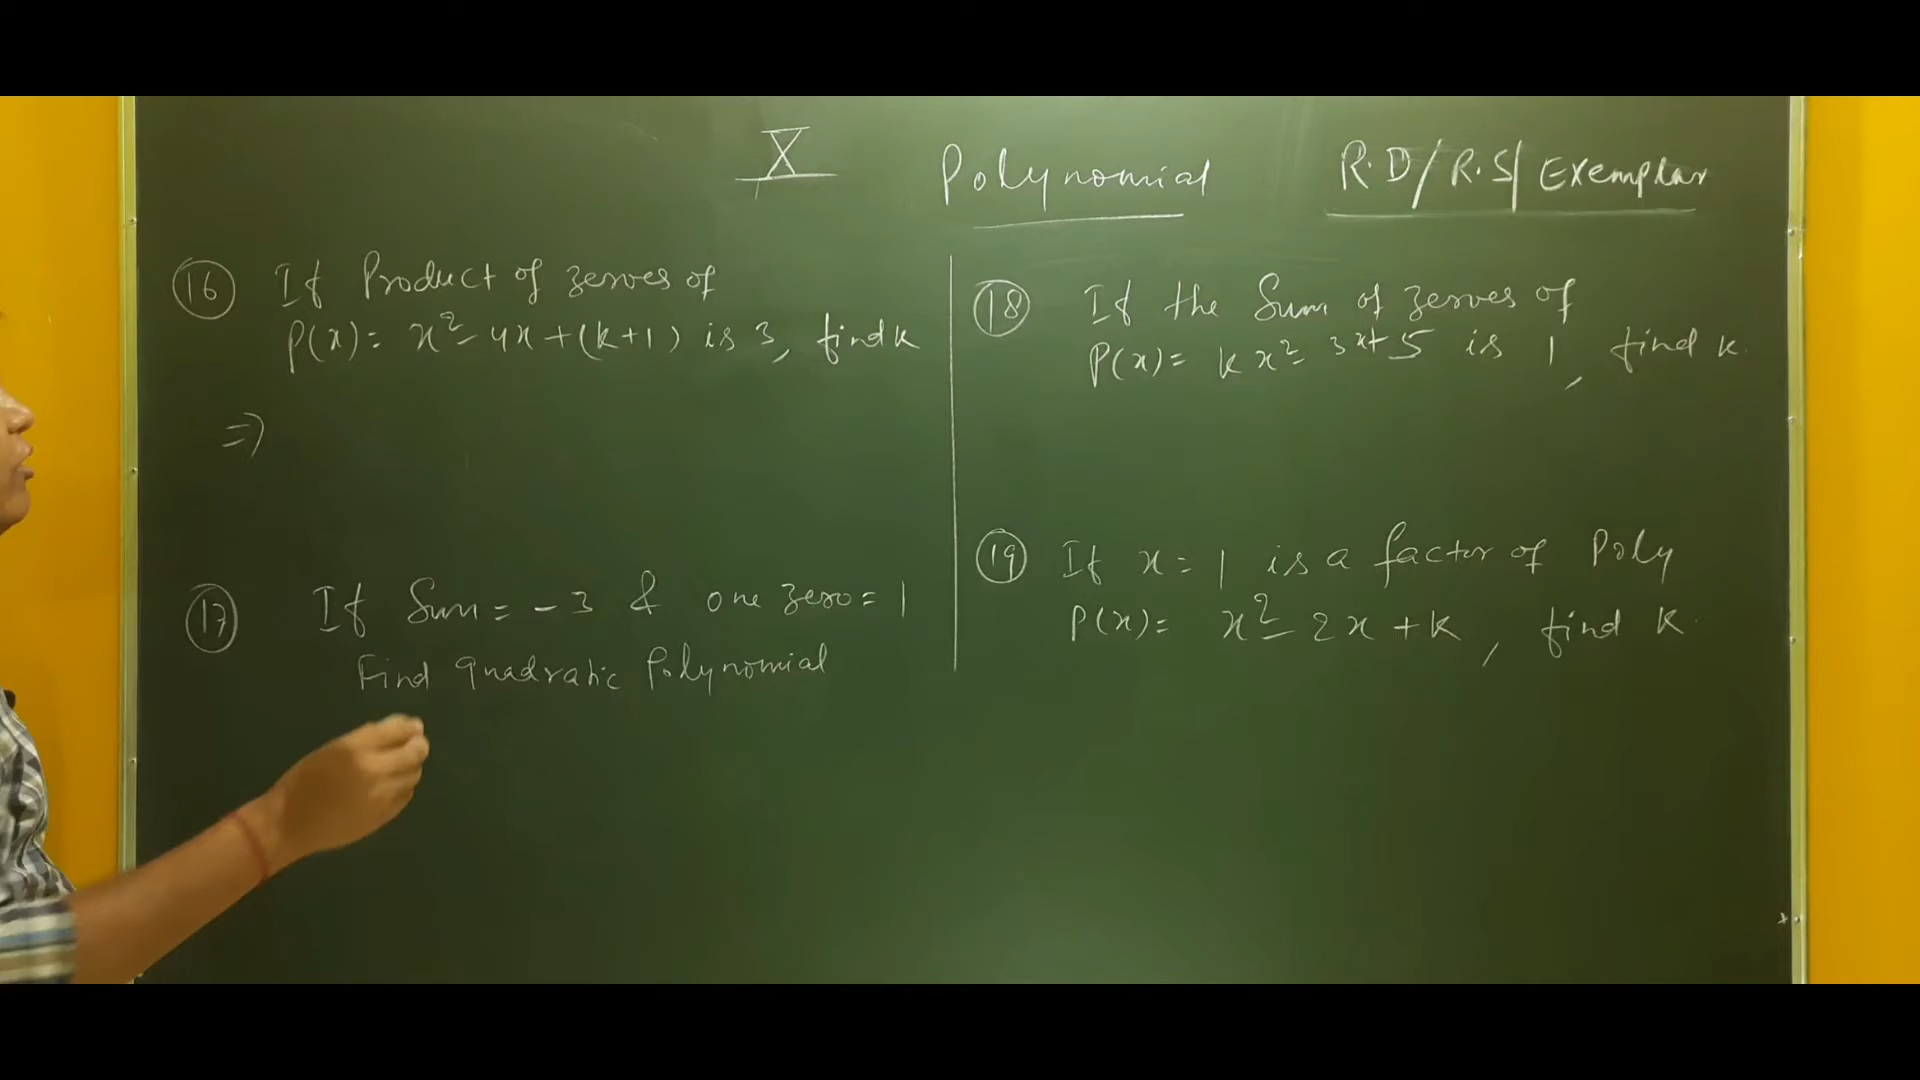 X Polynomial R.D/R.S/Exemplar
16 If Product of zeroes of
P(x) = x² - 4x + (k+1) is 3, find k
⇒
17 If Sum = -3 & one zero = 1
Find quadratic Polynomial
18 If the Sum of zeroes of
P(x) = kx² - 3x + 5 is 1, find k.
19 If x = 1 is a factor of Poly
P(x) = x² - 2x + k, find k.